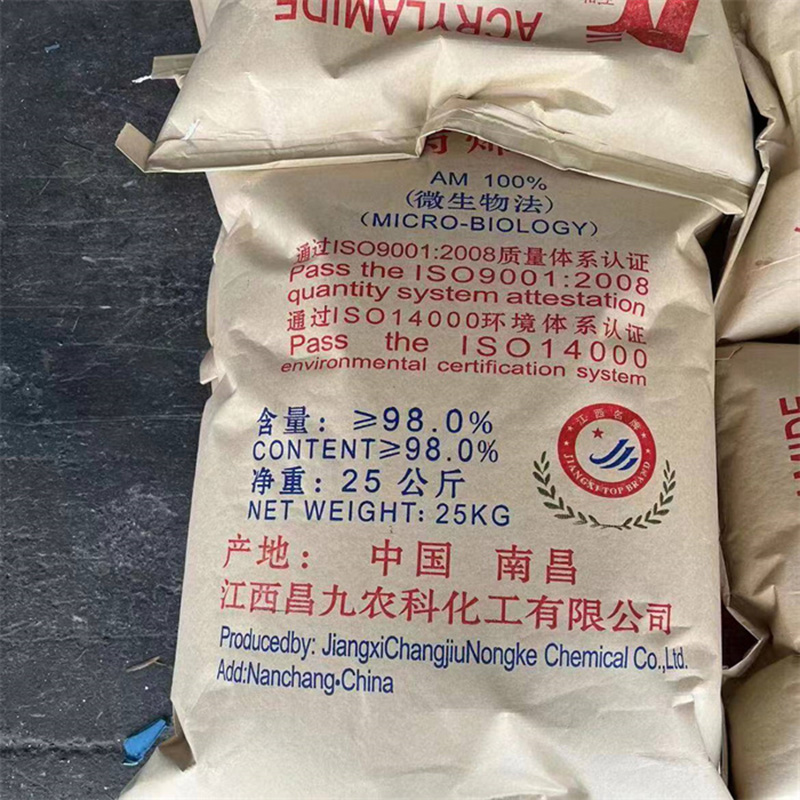 ACRYLAMIDE
AM 100%
(微生物法)
(MICRO-BIOLOGY)
通过ISO9001:2008质量体系认证
Pass the ISO9001:2008
quantity system attestation
通过ISO14000环境体系认证
Pass the ISO14000
environmental certification system
含量: ≥98.0%
CONTENT≥98.0%
净重: 25 公斤
NET WEIGHT: 25KG
江西名牌
JIANGXI TOP BRAND
产地: 中国 南昌
江西昌九农科化工有限公司
Producedby: JiangxiChangjiuNongke Chemical Co.,Ltd.
Add:Nanchang·China